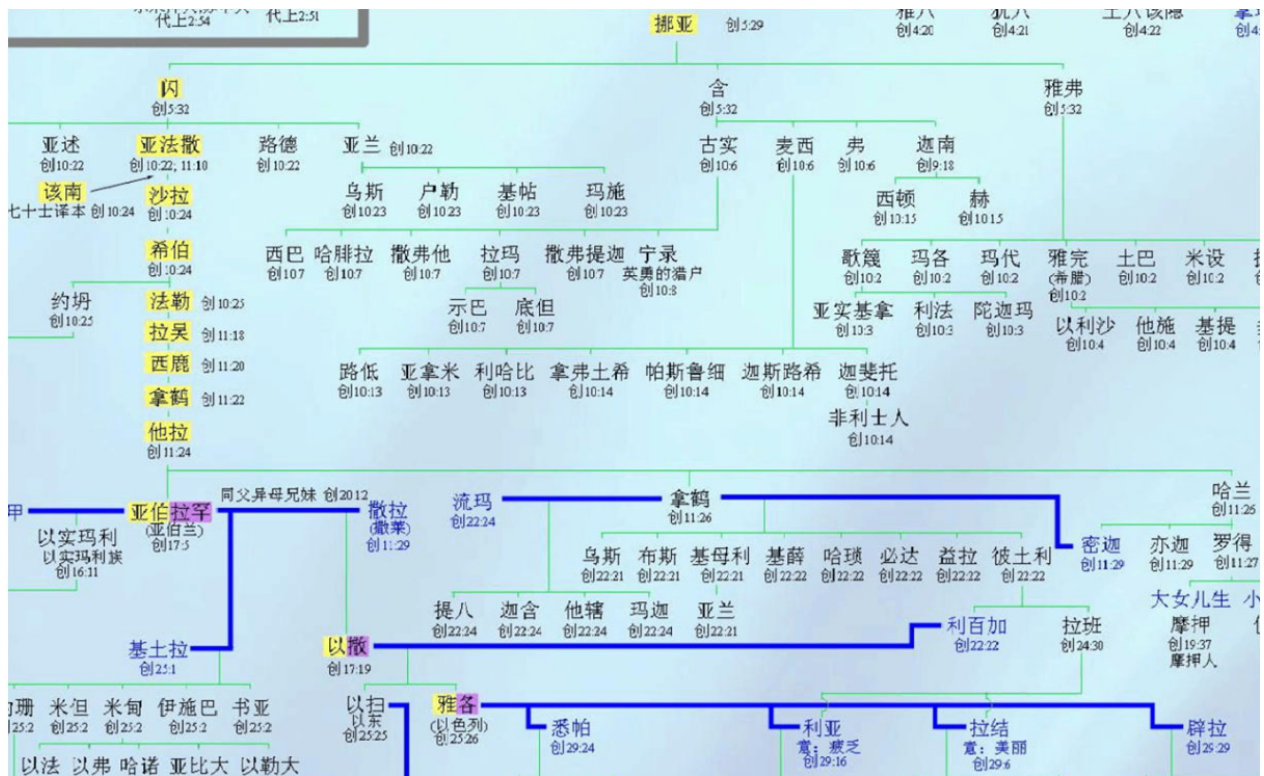 代上2:54
代上2:51
挪亚 创5:29
创4:20
创4:21
创4:22
闪
创5:32
含
创5:32
雅弗
创5:32
亚述
创10:22
亚法撒
创10:22; 11:10
路德
创10:22
亚兰 创10:22
古实
创10:6
麦西
创10:6
弗
创10:6
迦南
创9:18
该南
七十士译本 创10:24
沙拉
创10:24
乌斯
创10:23
户勒
创10:23
基帖
创10:23
玛施
创10:23
西顿
创10:15
赫
创10:15
希伯
创10:24
西巴
创10:7
哈腓拉
创10:7
撒弗他
创10:7
拉玛
创10:7
撒弗提迦
创10:7
宁录
英勇的猎户
创10:8
歌篾
创10:2
玛各
创10:2
玛代
创10:2
雅完
(希腊)
创10:2
土巴
创10:2
米设
创10:2
约坍
创10:25
法勒 创10:25
示巴
创10:7
底但
创10:7
亚实基拿
创10:3
利法
创10:3
陀迦玛
创10:3
以利沙
创10:4
他施
创10:4
基提
创10:4
拉吴 创11:18
西鹿 创11:20
拿鹤 创11:22
他拉
创11:24
路低
创10:13
亚拿米
创10:13
利哈比
创10:13
拿弗土希
创10:14
帕斯鲁细
创10:14
迦斯路希
创10:14
迦斐托
创10:14
非利士人
创10:14
甲
亚伯拉罕
(亚伯兰)
创17:5
同父异母兄妹 创20:12
撒拉
(撒莱)
创11:29
流玛
创22:24
拿鹤
创11:26
哈兰
创11:26
以实玛利
以实玛利族
创16:11
乌斯
创22:21
布斯
创22:21
基母利
创22:21
基薛
创22:22
哈琐
创22:22
必达
创22:22
益拉
创22:22
彼土利
创22:22
密迦
创11:29
亦迦
创11:29
罗得
创11:27
提八
创22:24
迦含
创22:24
他辖
创22:24
玛迦
创22:24
亚兰
创22:21
大女儿生 小
摩押
创19:37
摩押人
基土拉
创25:1
以撒
创17:19
利百加
创22:22
拉班
创24:30
珊
创25:2
米但
创25:2
米甸
创25:2
伊施巴
创25:2
书亚
创25:2
以扫
以东
创25:25
雅各
(以色列)
创25:26
悉帕
创29:24
利亚
意：疲乏
创29:16
拉结
意：美丽
创29:6
辟拉
创29:29
以法 以弗 哈诺 亚比大 以勒大